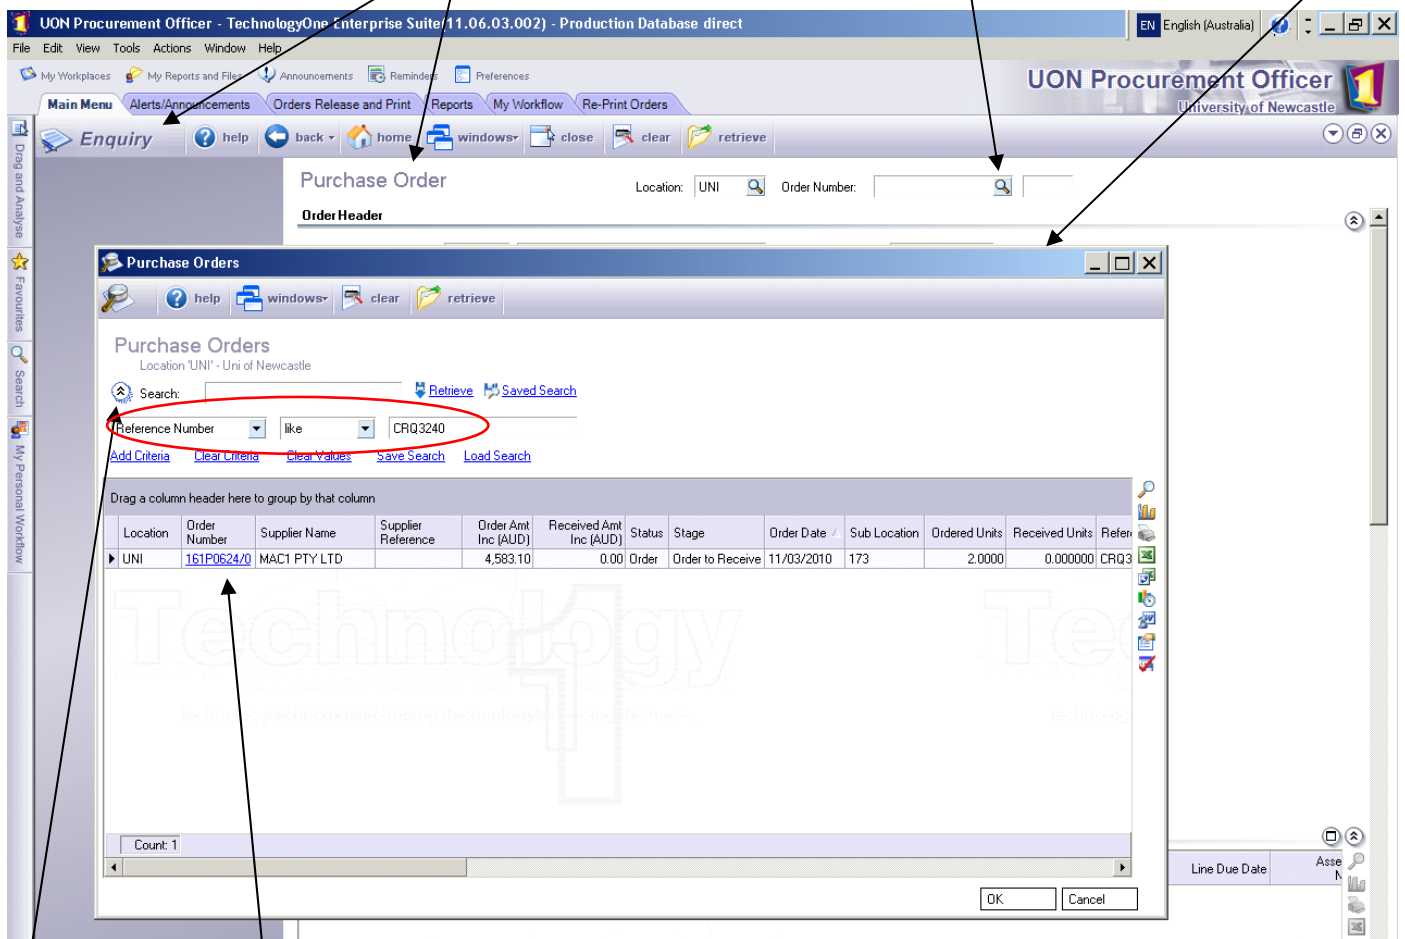 UON Procurement Officer - TechnologyOne Enterprise Suite(11.06.03.002) - Production Database direct
EN English (Australia)
File Edit View Tools Actions Window Help
My Workplaces My Reports and Files Announcements Reminders Preferences
UON Procurement Officer
University of Newcastle
Main Menu Alerts/Announcements Orders Release and Print Reports My Workflow Re-Print Orders
Enquiry help back home windows close clear retrieve
Drag and Analyse
Favourites
Search
My Personal Workflow
Purchase Order
Location: UNI Order Number:
Order Header
Purchase Orders
help windows clear retrieve
Purchase Orders
Location 'UNI' - Uni of Newcastle
Search: Retrieve Saved Search
Reference Number like CRQ3240
Add Criteria Clear Criteria Clear Values Save Search Load Search
Drag a column header here to group by that column
Location Order Number Supplier Name Supplier Reference Order Amt Inc (AUD) Received Amt Inc (AUD) Status Stage Order Date Sub Location Ordered Units Received Units Refere
UNI 161P0624/0 MAC1 PTY LTD 4,583.10 0.00 Order Order to Receive 11/03/2010 173 2.0000 0.000000 CRQ3
Technology
1
Te
Count: 1
Line Due Date Asse
N
OK Cancel